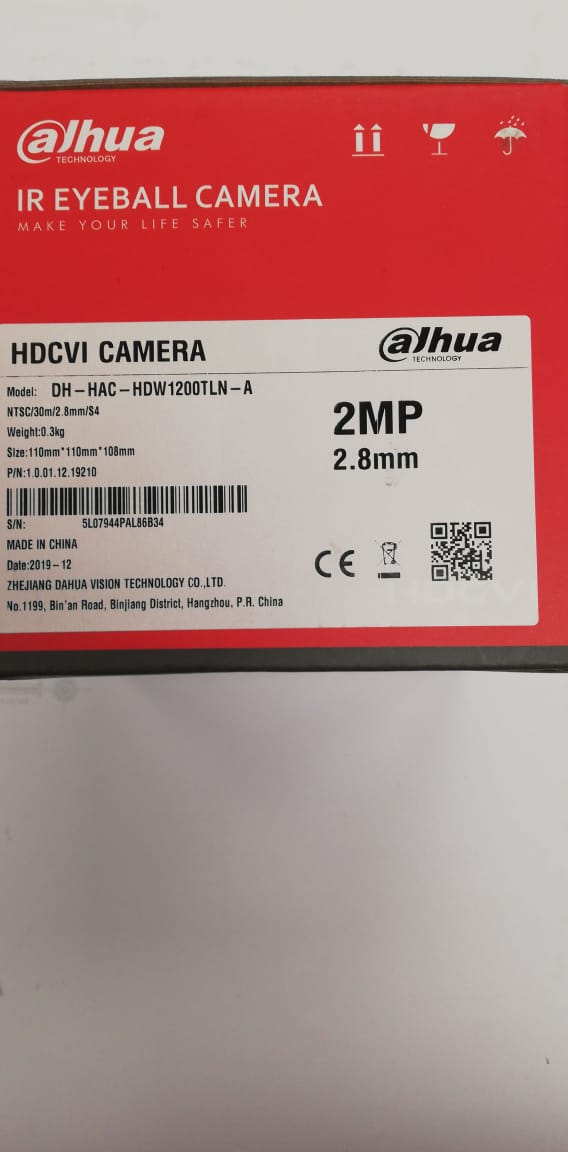 alhua
TECHNOLOGY
IR EYEBALL CAMERA
MAKE YOUR LIFE SAFER
HDCVI CAMERA
alhua
TECHNOLOGY
Model: DH-HAC-HDW1200TLN-A
NTSC/30m/2.8mm/S4
Weight:0.3kg
Size:110mm*110mm*108mm
P/N:1.0.01.12.19210
2MP
2.8mm
S/N: 5L07944PAL86B34
MADE IN CHINA
Date:2019-12
ZHEJIANG DAHUA VISION TECHNOLOGY CO.,LTD.
No.1199, Bin'an Road, Binjiang District, Hangzhou, P.R. China
CE
HDCVI